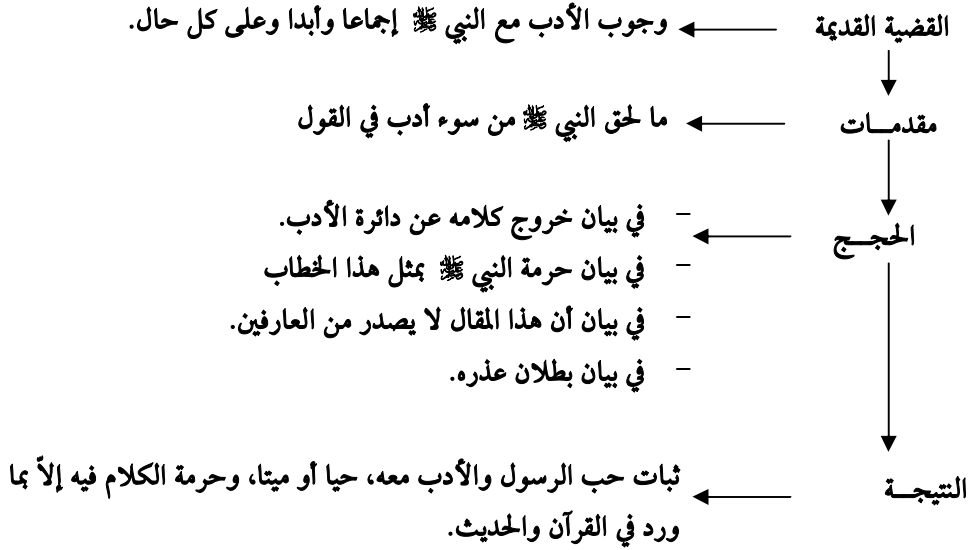 القضية القديمة وجوب الأدب مع النبي ﷺ إجماعا وأبدا وعلى كل حال.
مقدمـــات ما لحق النبي ﷺ من سوء أدب في القول
الحجـــج
– في بيان خروج كلامه عن دائرة الأدب.
– في بيان حرمة النبي ﷺ بمثل هذا الخطاب
– في بيان أن هذا المقال لا يصدر من العارفين.
– في بيان بطلان عذره.
النتيجـــة ثبات حب الرسول والأدب معه، حيا أو ميتا، وحرمة الكلام فيه إلاّ بما
ورد في القرآن والحديث.